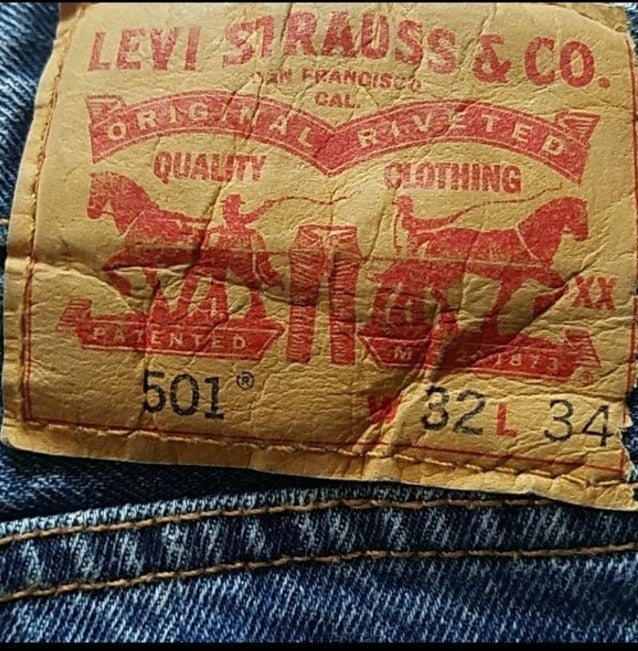 LEVI STRAUSS & CO.
SAN FRANCISCO
CAL.
ORIGINAL RIVETED
QUALITY CLOTHING
XX
PATENTED
501®
W 32 L 34